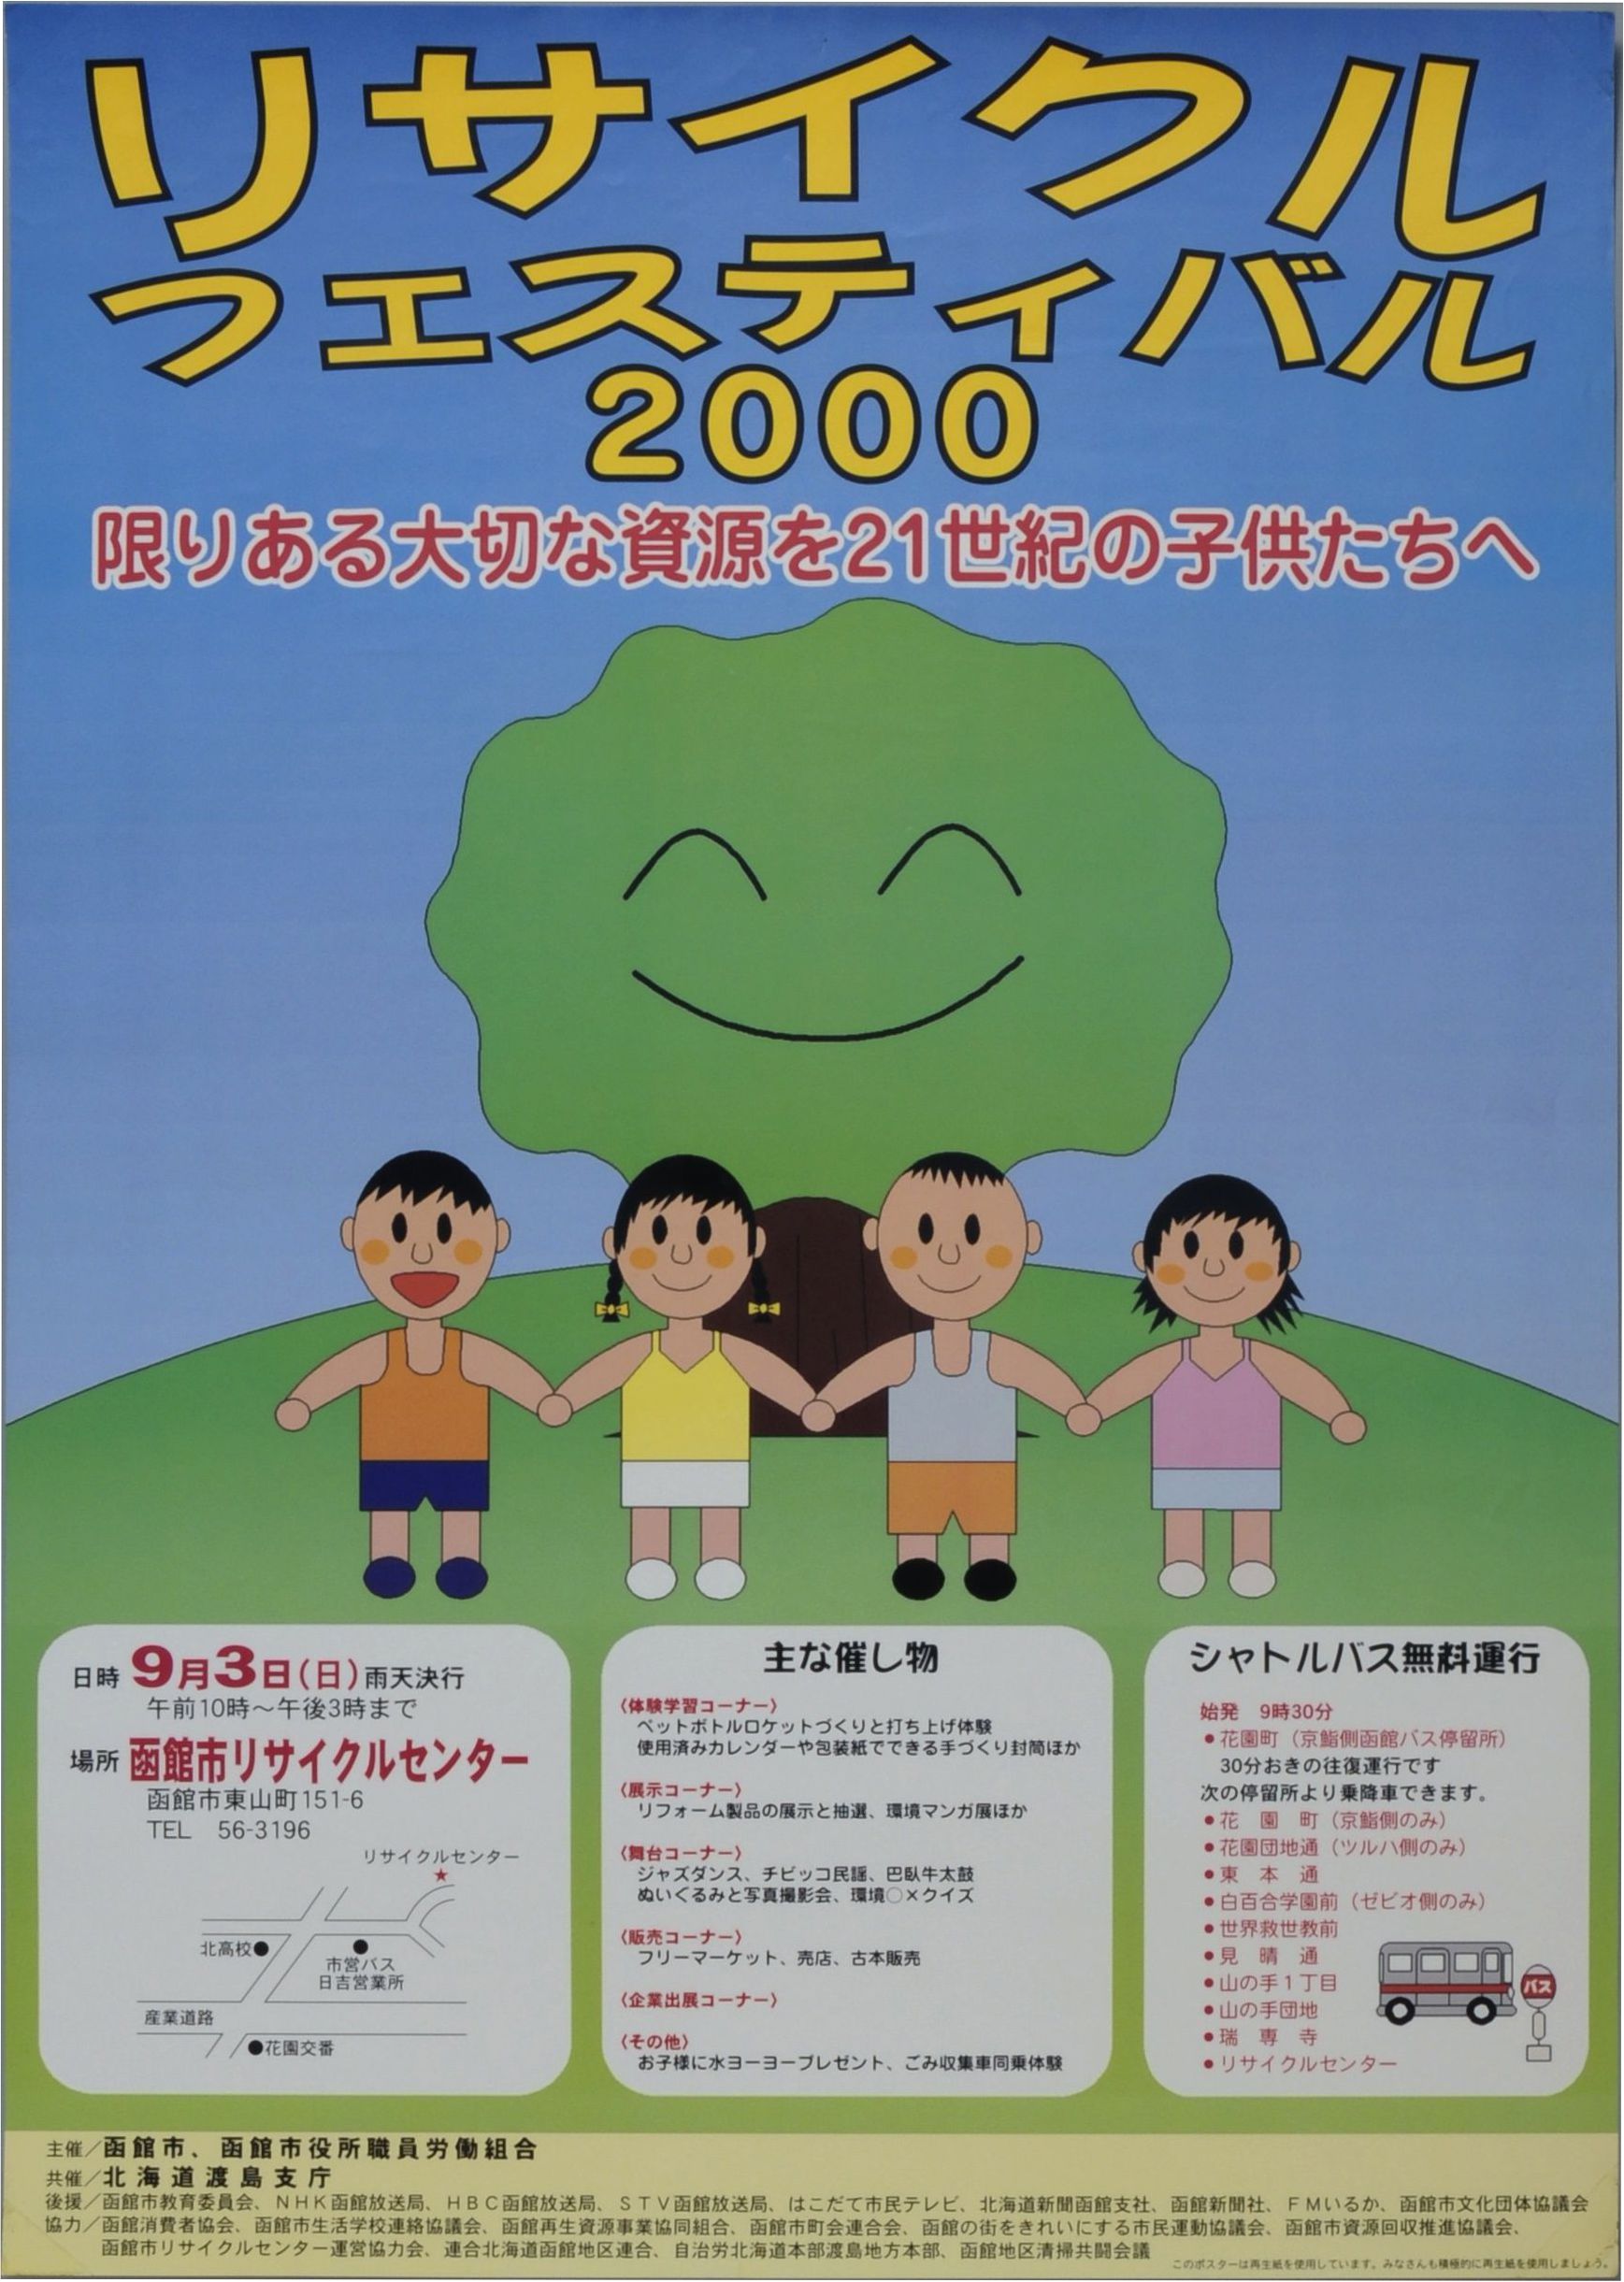 リサイクル
フェスティバル
2000
限りある大切な資源を21世紀の子供たちへ
日時 9月3日(日)雨天決行
午前10時～午後3時まで
場所 函館市リサイクルセンター
函館市東山町151-6
TEL 56-3196
リサイクルセンター
★
北高校●
●
市営バス
日吉営業所
産業道路
●花園交番
主な催し物
〈体験学習コーナー〉
ペットボトルロケットづくりと打ち上げ体験
使用済みカレンダーや包装紙でできる手づくり封筒ほか
〈展示コーナー〉
リフォーム製品の展示と抽選、環境マンガ展ほか
〈舞台コーナー〉
ジャズダンス、チビッコ民謡、巴臥牛太鼓
ぬいぐるみと写真撮影会、環境○×クイズ
〈販売コーナー〉
フリーマーケット、売店、古本販売
〈企業出展コーナー〉
〈その他〉
お子様に水ヨーヨープレゼント、ごみ収集車同乗体験
シャトルバス無料運行
始発 9時30分
●花園町（京鮨側函館バス停留所）
30分おきの往復運行です
次の停留所より乗降車できます。
●花　園　町（京鮨側のみ）
●花園団地通（ツルハ側のみ）
●東　本　通
●白百合学園前（ゼビオ側のみ）
●世界救世教前
●見　晴　通
●山の手1丁目
●山の手団地
●瑞　専　寺
●リサイクルセンター
バス
主催／函館市、函館市役所職員労働組合
共催／北海道渡島支庁
後援／函館市教育委員会、NHK函館放送局、HBC函館放送局、STV函館放送局、はこだて市民テレビ、北海道新聞函館支社、函館新聞社、FMいるか、函館市文化団体協議会
協力／函館消費者協会、函館市生活学校連絡協議会、函館再生資源事業協同組合、函館市町会連合会、函館の街をきれいにする市民運動協議会、函館市資源回収推進協議会、
函館市リサイクルセンター運営協力会、連合北海道函館地区連合、自治労北海道本部渡島地方本部、函館地区清掃共闘会議
このポスターは再生紙を使用しています。みなさんも積極的に再生紙を使用しましょう。